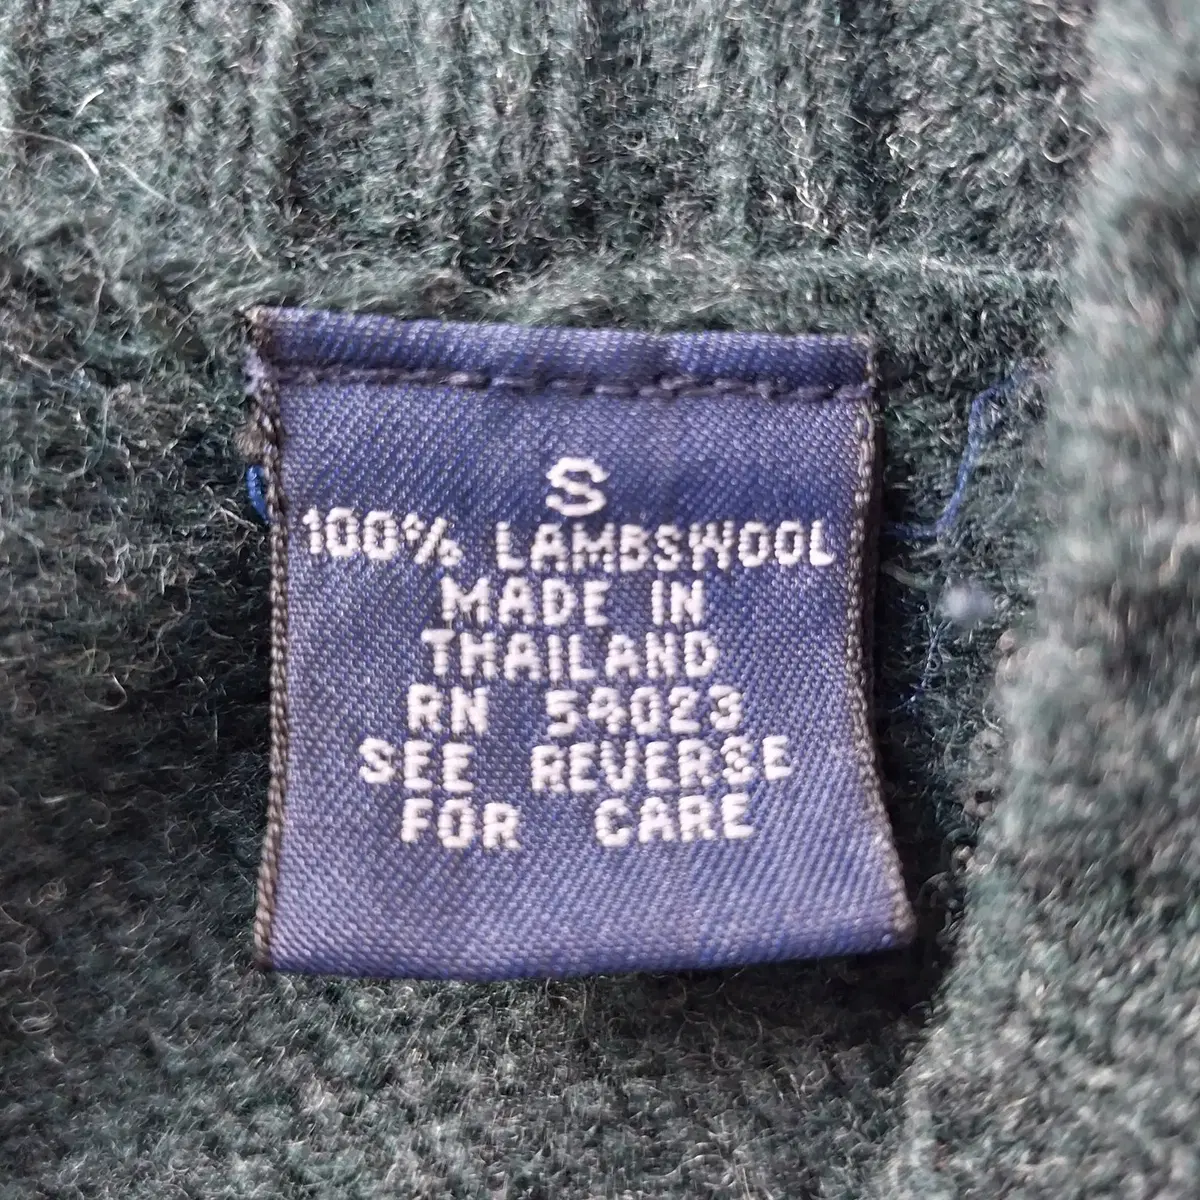 S
100% LAMBSWOOL
MADE IN
THAILAND
RN 54023
SEE REVERSE
FOR CARE